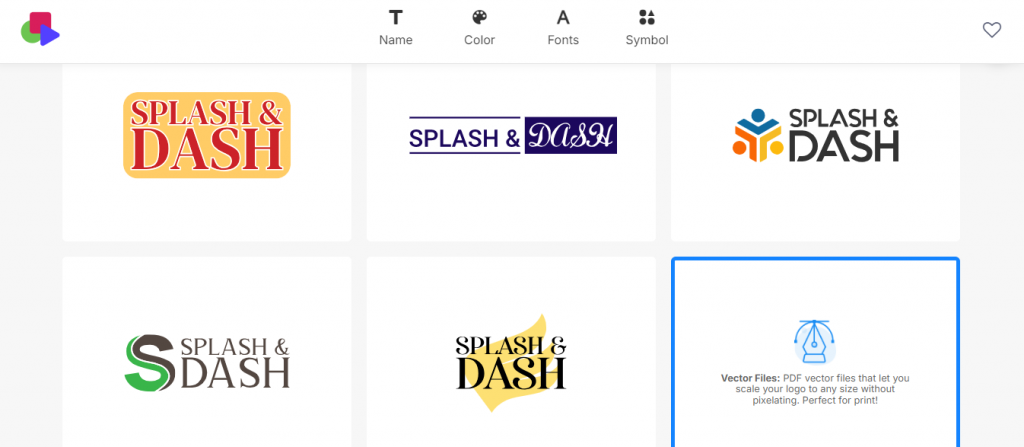 Name
Color
Fonts
Symbol
SPLASH &
DASH
SPLASH & DASH
SPLASH &
DASH
S SPLASH &
DASH
SPLASH &
DASH
Vector Files: PDF vector files that let you
scale your logo to any size without
pixelating. Perfect for print!